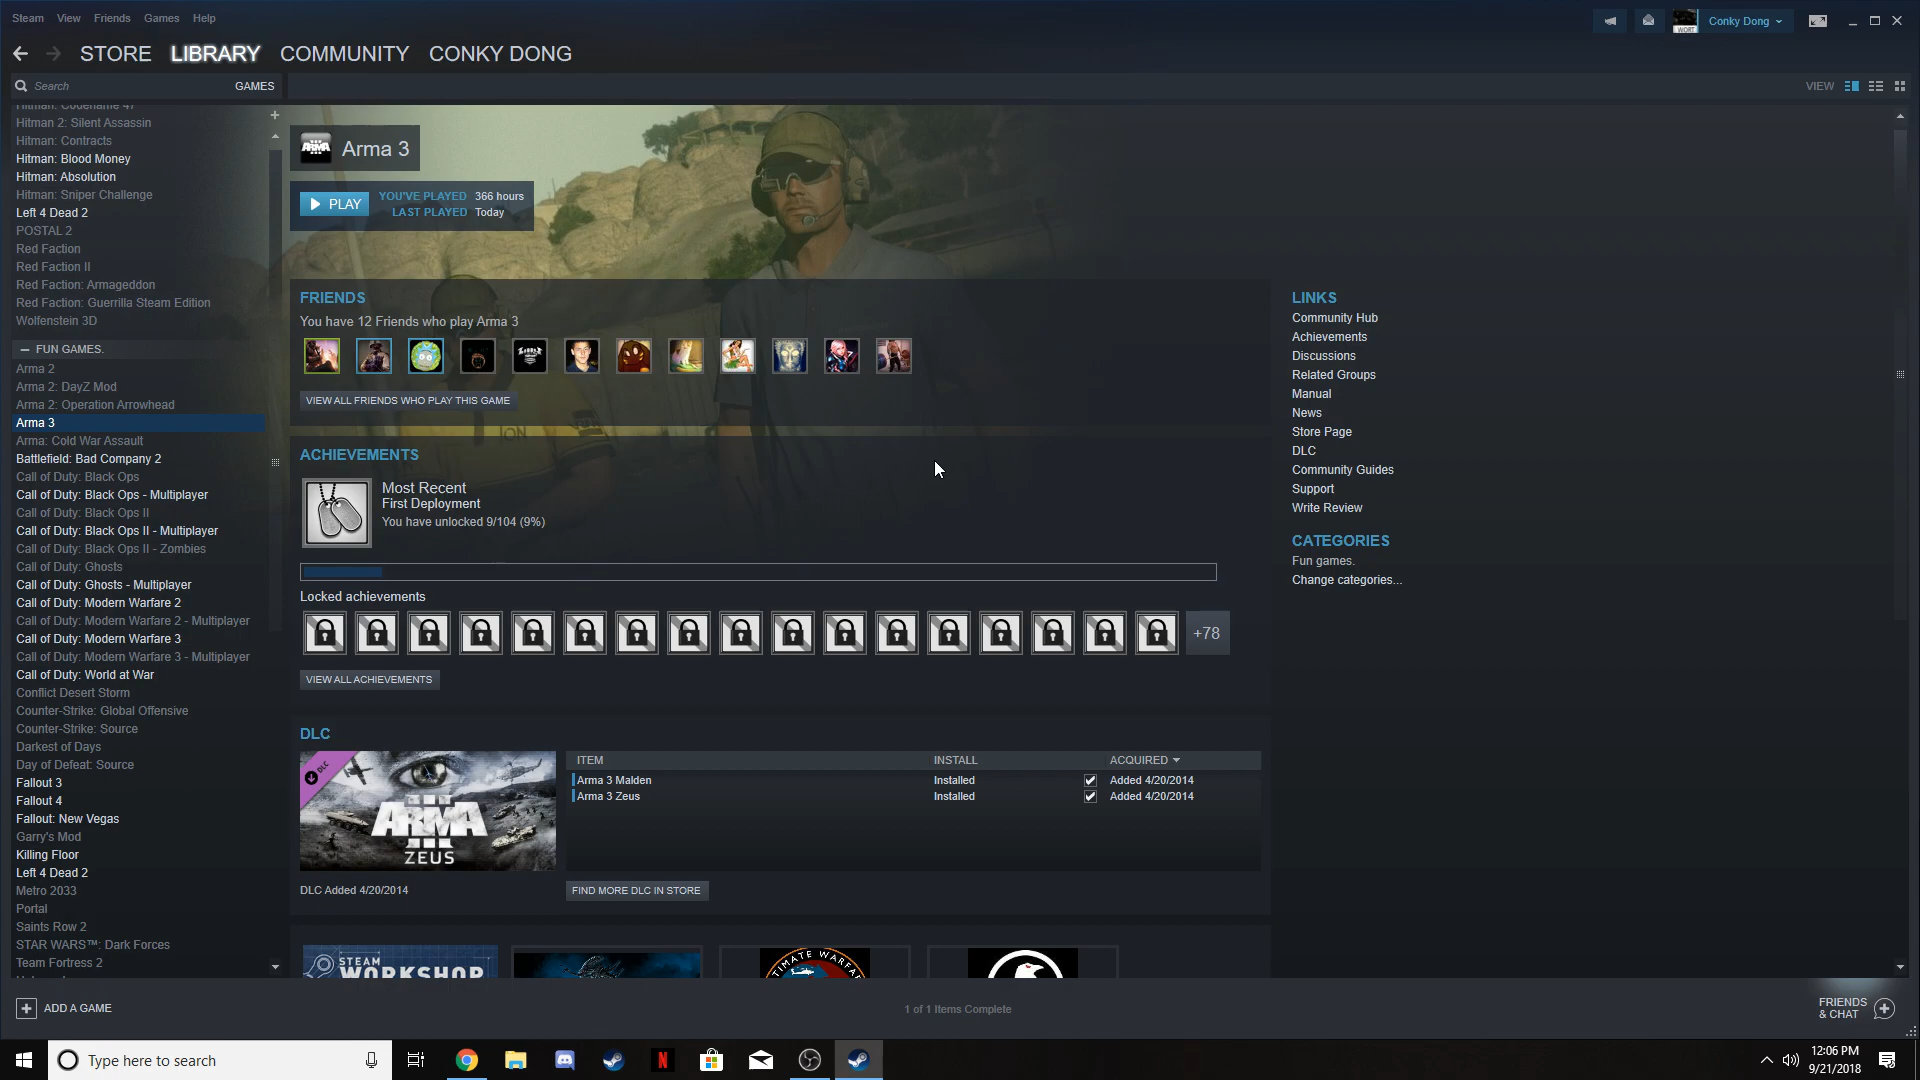 Steam View Friends Games Help
WORT
Conky Dong
STORE LIBRARY COMMUNITY CONKY DONG
Search
GAMES
VIEW
Hitman: Codename 47
Hitman 2: Silent Assassin
Hitman: Contracts
Hitman: Blood Money
Hitman: Absolution
Hitman: Sniper Challenge
Left 4 Dead 2
POSTAL 2
Red Faction
Red Faction II
Red Faction: Armageddon
Red Faction: Guerrilla Steam Edition
Wolfenstein 3D
— FUN GAMES.
Arma 2
Arma 2: DayZ Mod
Arma 2: Operation Arrowhead
Arma 3
Arma: Cold War Assault
Battlefield: Bad Company 2
Call of Duty: Black Ops
Call of Duty: Black Ops - Multiplayer
Call of Duty: Black Ops II
Call of Duty: Black Ops II - Multiplayer
Call of Duty: Black Ops II - Zombies
Call of Duty: Ghosts
Call of Duty: Ghosts - Multiplayer
Call of Duty: Modern Warfare 2
Call of Duty: Modern Warfare 2 - Multiplayer
Call of Duty: Modern Warfare 3
Call of Duty: Modern Warfare 3 - Multiplayer
Call of Duty: World at War
Conflict Desert Storm
Counter-Strike: Global Offensive
Counter-Strike: Source
Darkest of Days
Day of Defeat: Source
Fallout 3
Fallout 4
Fallout: New Vegas
Garry's Mod
Killing Floor
Left 4 Dead 2
Metro 2033
Portal
Saints Row 2
STAR WARS™: Dark Forces
Team Fortress 2
ARMA III
Arma 3
PLAY
YOU'VE PLAYED 366 hours
LAST PLAYED Today
FRIENDS
You have 12 Friends who play Arma 3
VIEW ALL FRIENDS WHO PLAY THIS GAME
ION
ACHIEVEMENTS
Most Recent
First Deployment
You have unlocked 9/104 (9%)
Locked achievements
+78
VIEW ALL ACHIEVEMENTS
DLC
DLC
ARMA III
ZEUS
DLC Added 4/20/2014
ITEM INSTALL ACQUIRED
Arma 3 Malden Installed Added 4/20/2014
Arma 3 Zeus Installed Added 4/20/2014
FIND MORE DLC IN STORE
STEAM
WORKSHOP
TIMATE WARFAR
LINKS
Community Hub
Achievements
Discussions
Related Groups
Manual
News
Store Page
DLC
Community Guides
Support
Write Review
CATEGORIES
Fun games.
Change categories...
+ ADD A GAME
1 of 1 Items Complete
FRIENDS
& CHAT
Type here to search
N
12:06 PM
9/21/2018